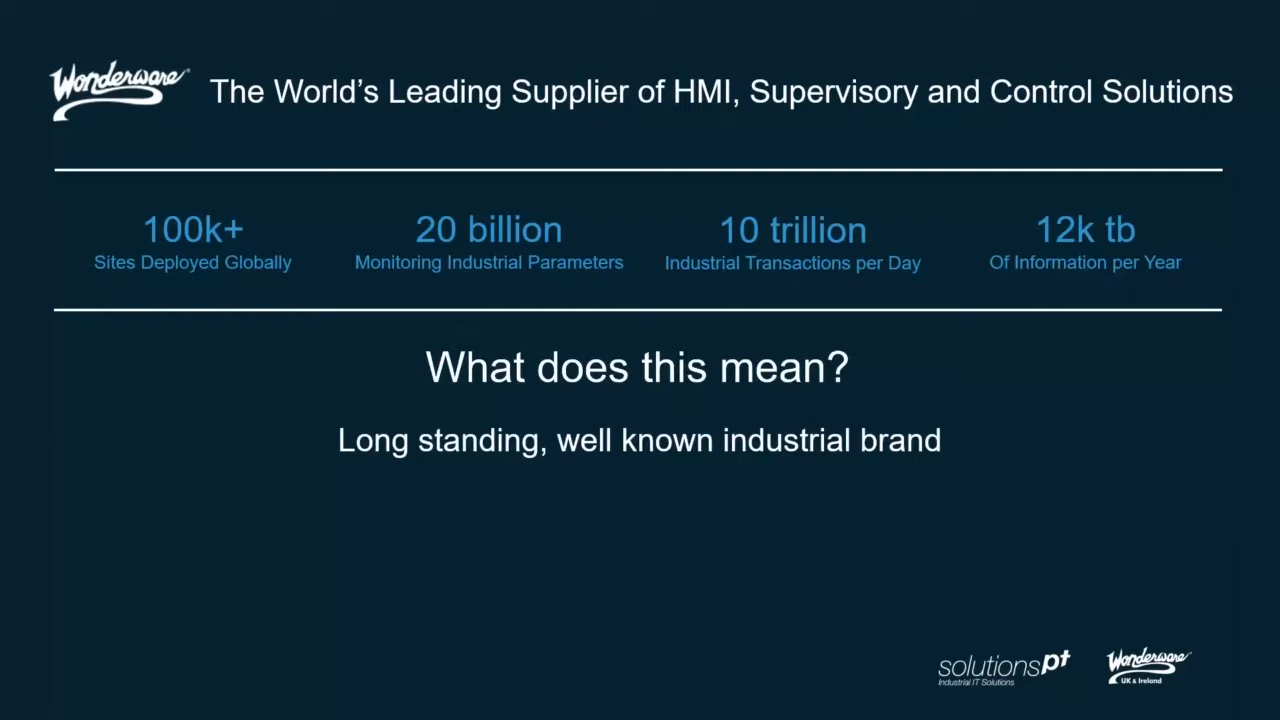 Wonderware
The World's Leading Supplier of HMI, Supervisory and Control Solutions
100k+
Sites Deployed Globally
20 billion
Monitoring Industrial Parameters
10 trillion
Industrial Transactions per Day
12k tb
Of Information per Year
What does this mean?
Long standing, well known industrial brand
solutionspt
Industrial IT Solutions
Wonderware
UK & Ireland